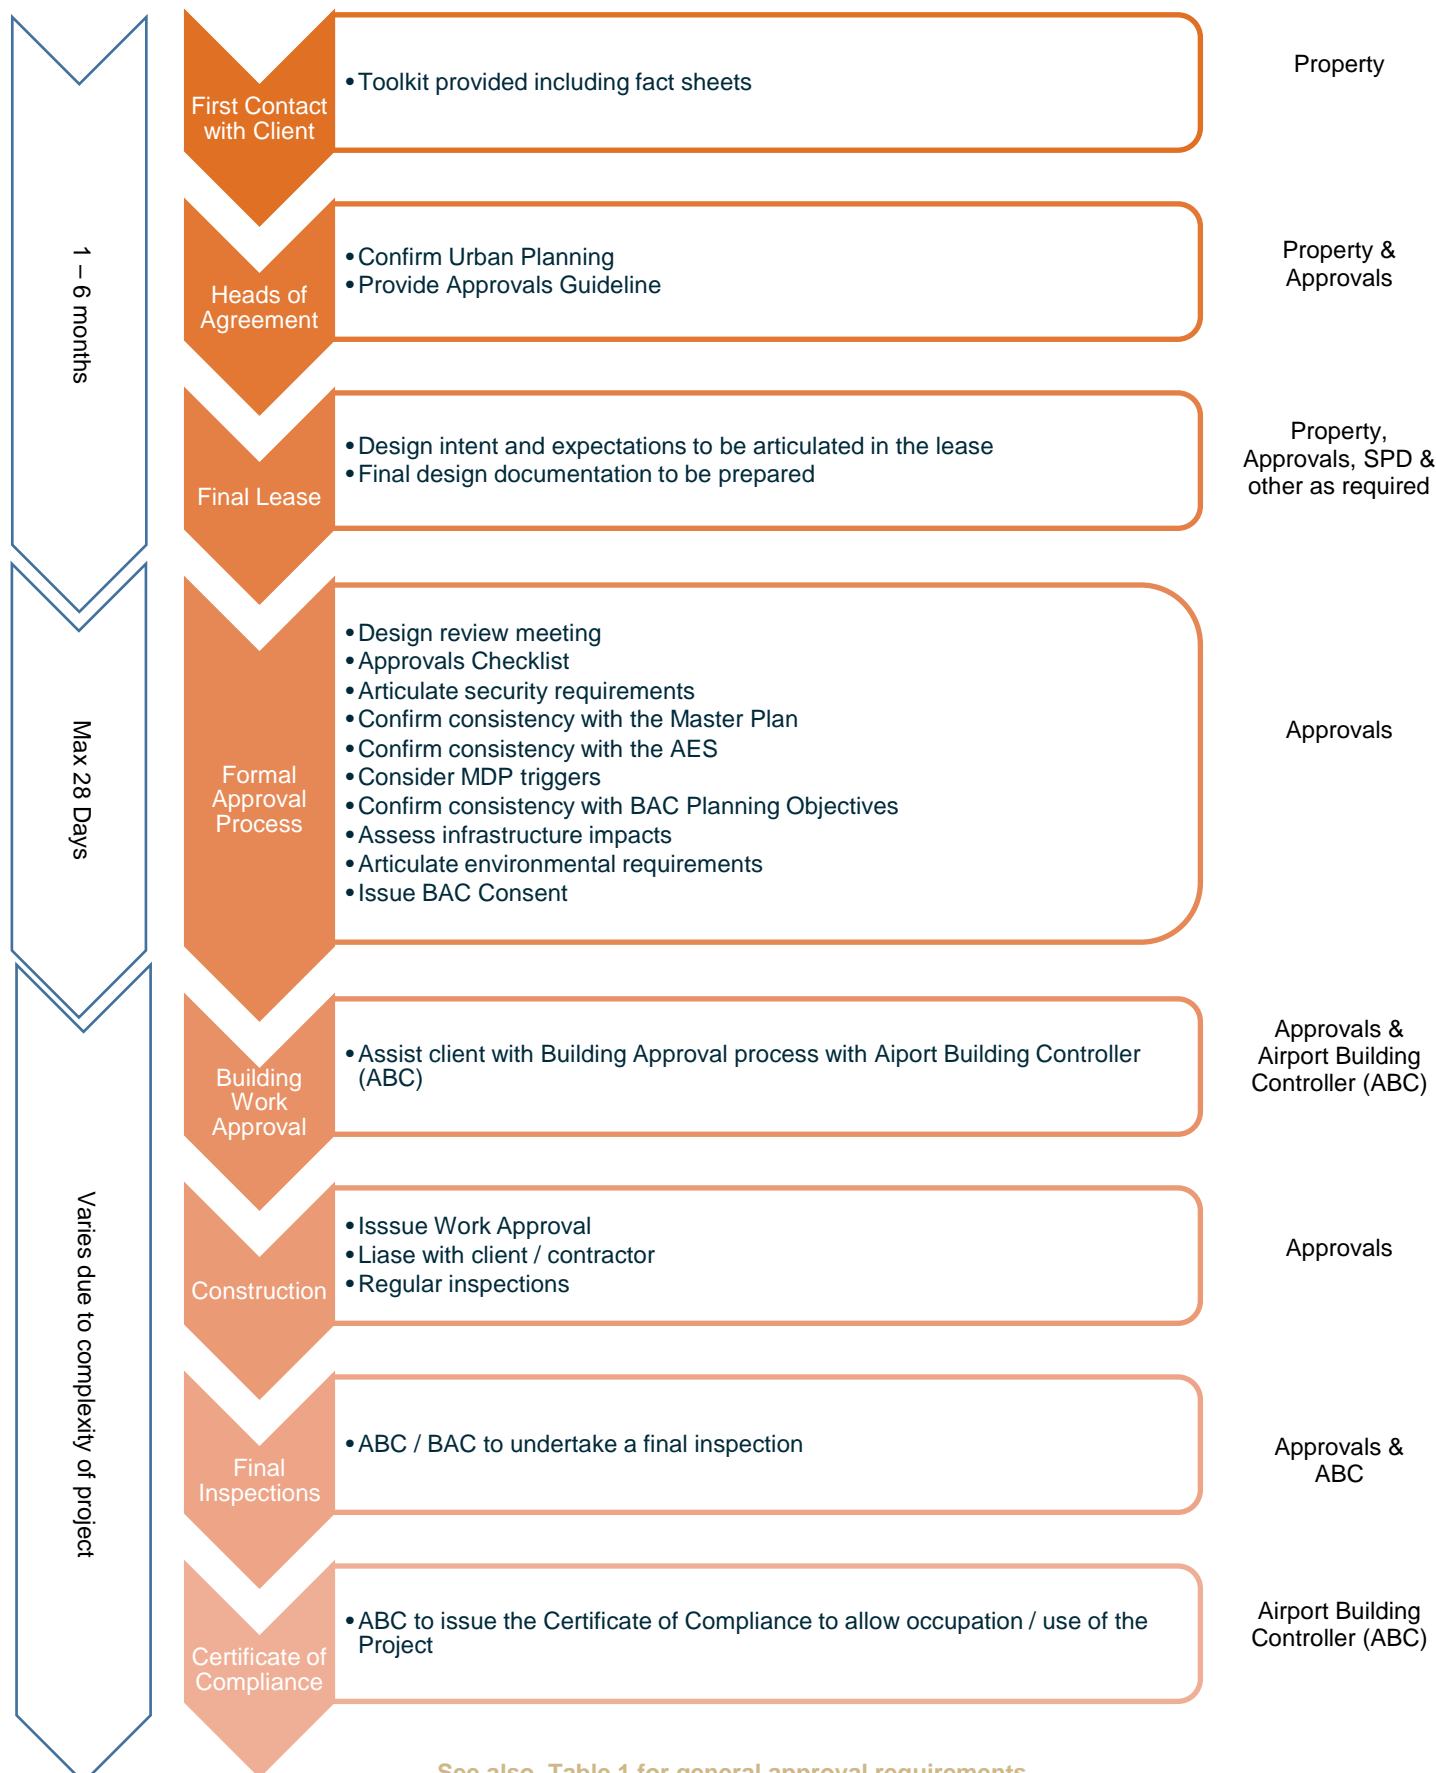 1 – 6 months
First Contact
with Client
•Toolkit provided including fact sheets
Property
Heads of
Agreement
•Confirm Urban Planning
•Provide Approvals Guideline
Property &
Approvals
Final Lease
•Design intent and expectations to be articulated in the lease
•Final design documentation to be prepared
Property,
Approvals, SPD &
other as required
Max 28 Days
Formal
Approval
Process
•Design review meeting
•Approvals Checklist
•Articulate security requirements
•Confirm consistency with the Master Plan
•Confirm consistency with the AES
•Consider MDP triggers
•Confirm consistency with BAC Planning Objectives
•Assess infrastructure impacts
•Articulate environmental requirements
•Issue BAC Consent
Approvals
Varies due to complexity of project
Building
Work
Approval
•Assist client with Building Approval process with Aiport Building Controller
(ABC)
Approvals &
Airport Building
Controller (ABC)
Construction
•Isssue Work Approval
•Liase with client / contractor
•Regular inspections
Approvals
Final
Inspections
•ABC / BAC to undertake a final inspection
Approvals &
ABC
Certificate of
Compliance
•ABC to issue the Certificate of Compliance to allow occupation / use of the
Project
Airport Building
Controller (ABC)
See also Table 1 for general approval requirements